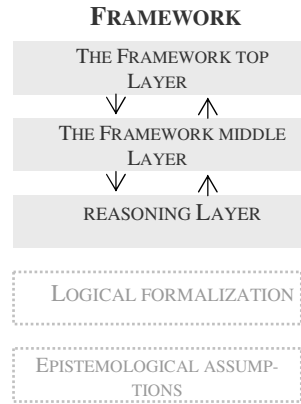 FRAMEWORK
THE FRAMEWORK TOP
LAYER
THE FRAMEWORK MIDDLE
LAYER
REASONING LAYER
LOGICAL FORMALIZATION
EPISTEMOLOGICAL ASSUMP-
TIONS